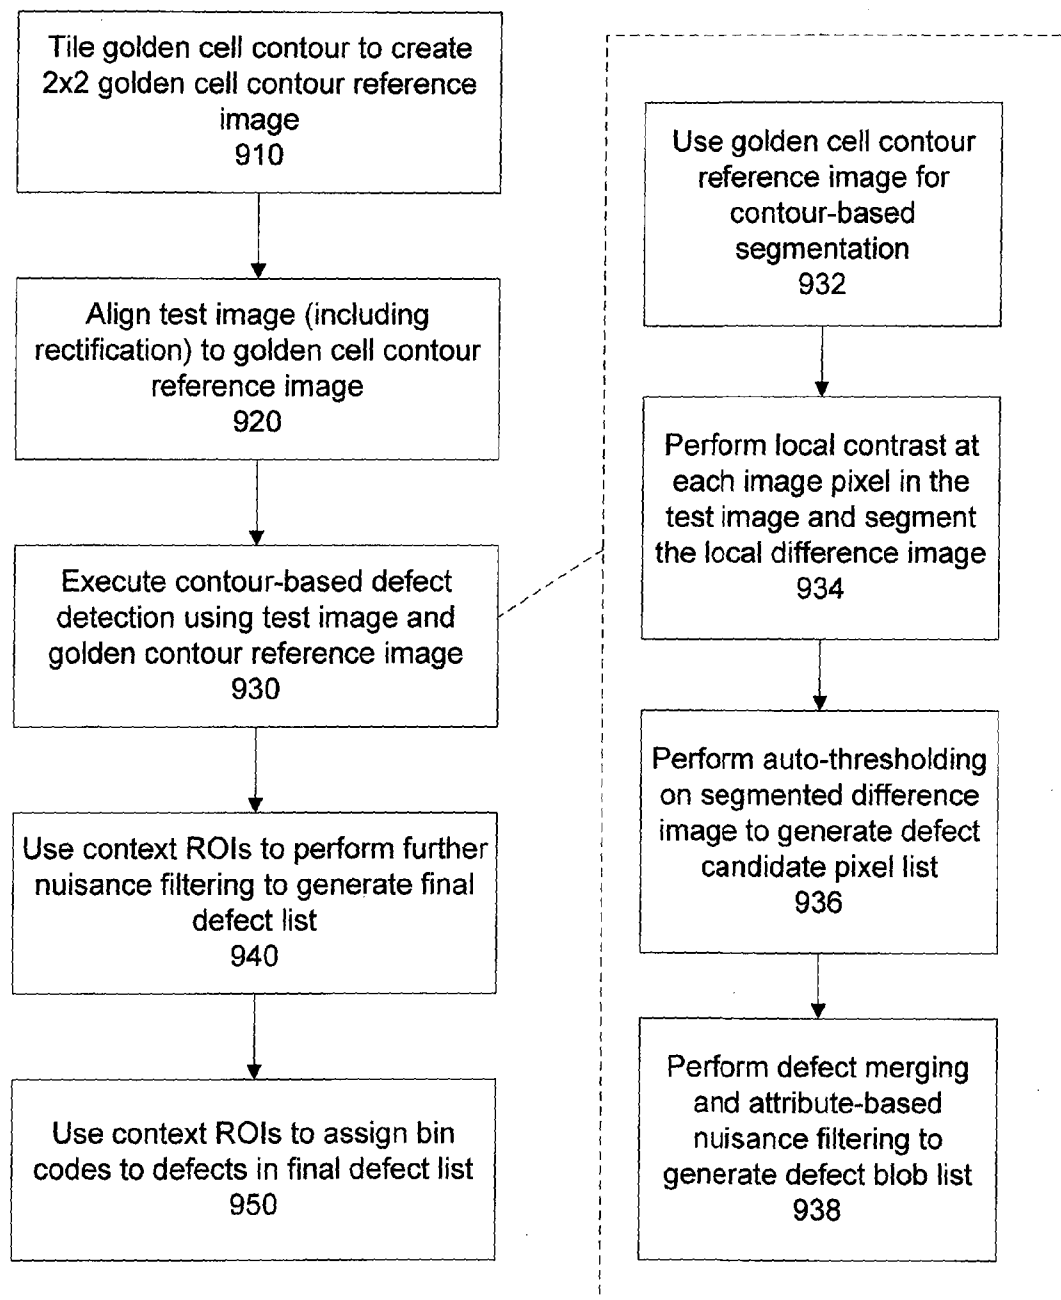 Tile golden cell contour to create
2x2 golden cell contour reference
image
910
Align test image (including
rectification) to golden cell contour
reference image
920
Execute contour-based defect
detection using test image and
golden contour reference image
930
Use context ROIs to perform further
nuisance filtering to generate final
defect list
940
Use context ROIs to assign bin
codes to defects in final defect list
950
Use golden cell contour
reference image for
contour-based
segmentation
932
Perform local contrast at
each image pixel in the
test image and segment
the local difference image
934
Perform auto-thresholding
on segmented difference
image to generate defect
candidate pixel list
936
Perform defect merging
and attribute-based
nuisance filtering to
generate defect blob list
938